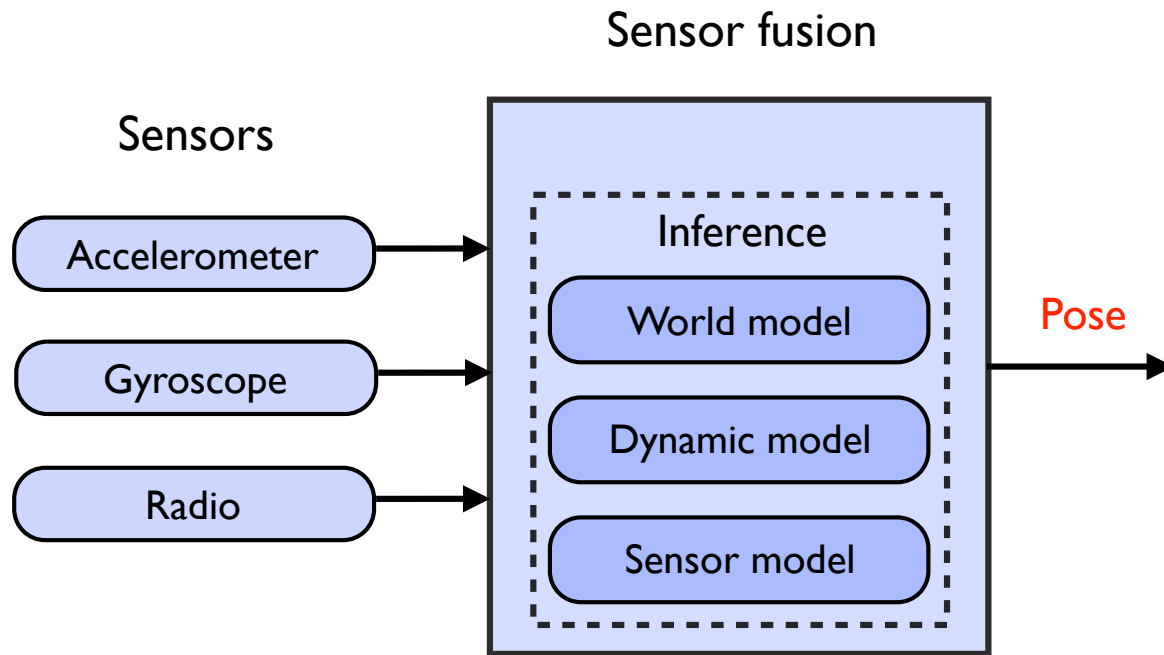 Sensor fusion
Sensors
Accelerometer
Gyroscope
Radio
Inference
World model
Dynamic model
Sensor model
Pose